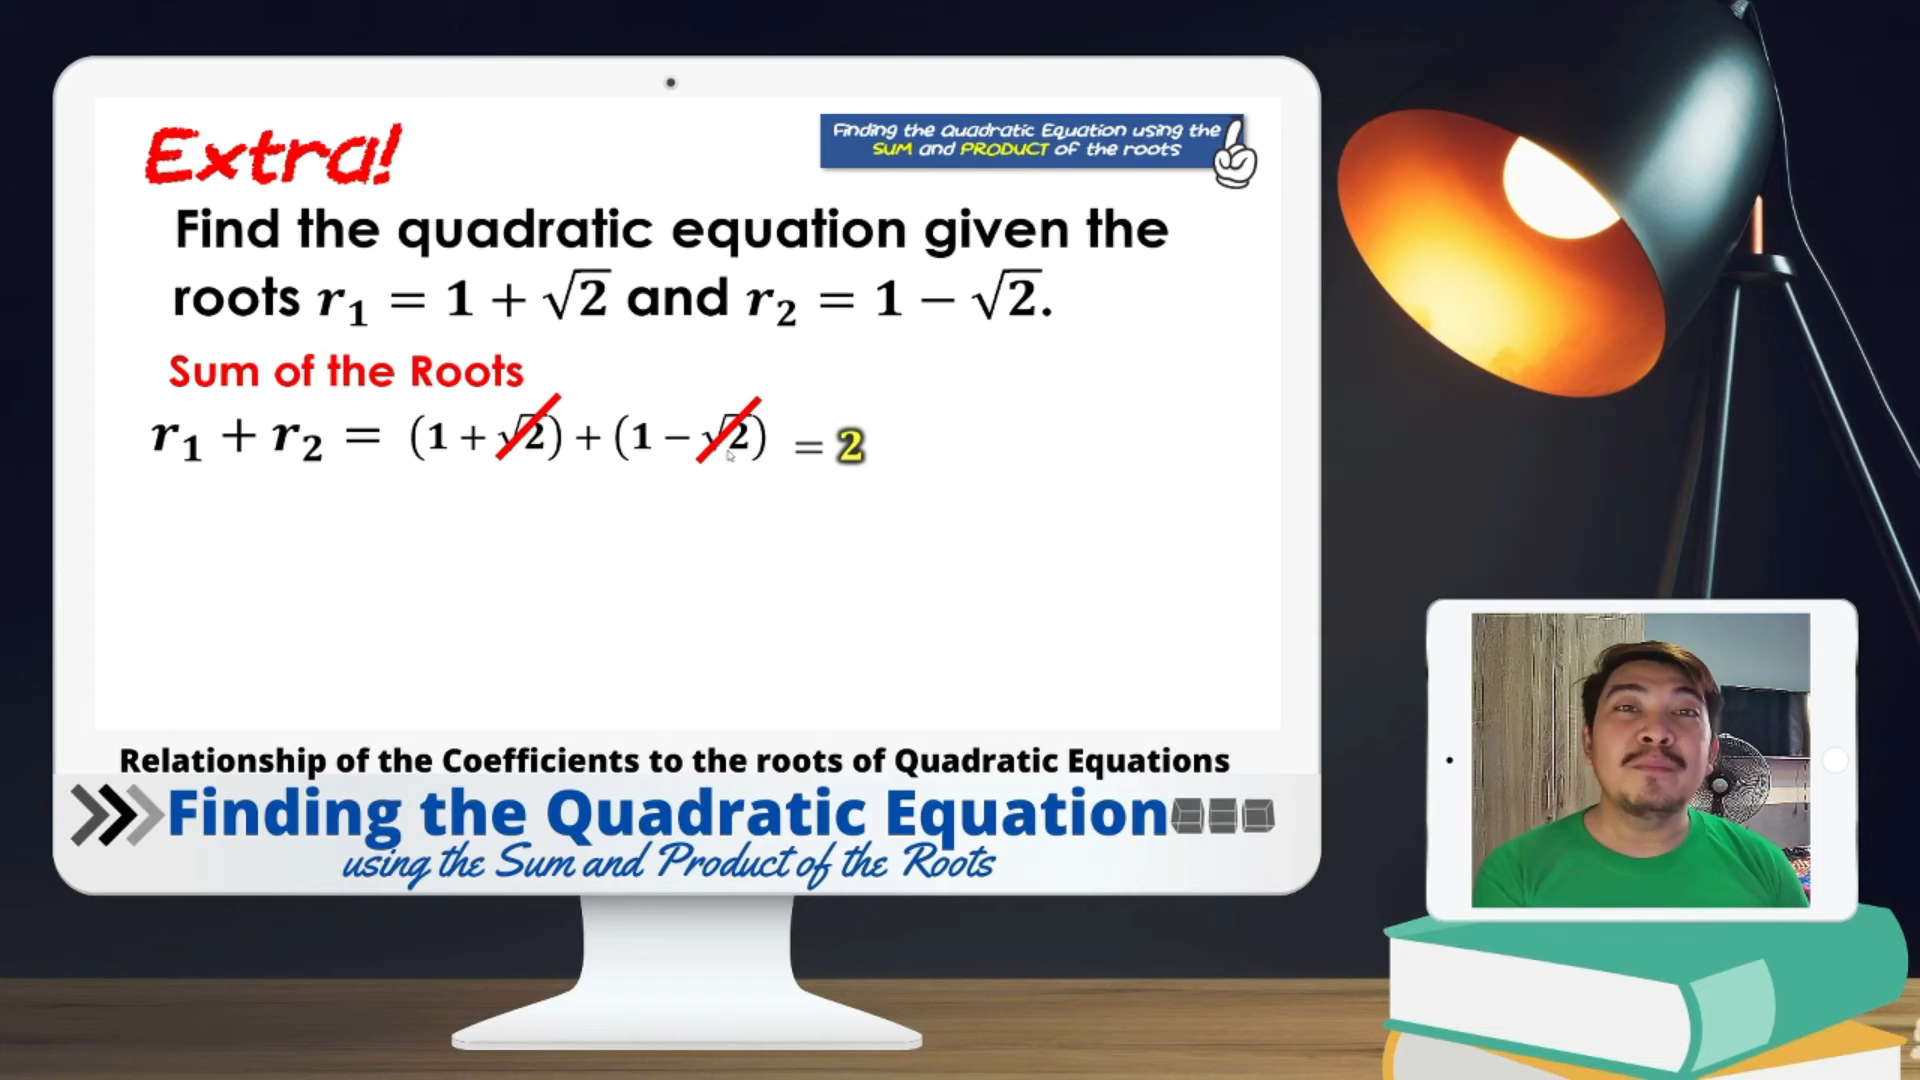 Extra!
Finding the Quadratic Equation using the
SUM and PRODUCT of the roots
Find the quadratic equation given the
roots r₁ = 1 + √2 and r₂ = 1 − √2.
Sum of the Roots
r₁ + r₂ = (1 + √2) + (1 − √2) = 2
Relationship of the Coefficients to the roots of Quadratic Equations
Finding the Quadratic Equation
using the Sum and Product of the Roots